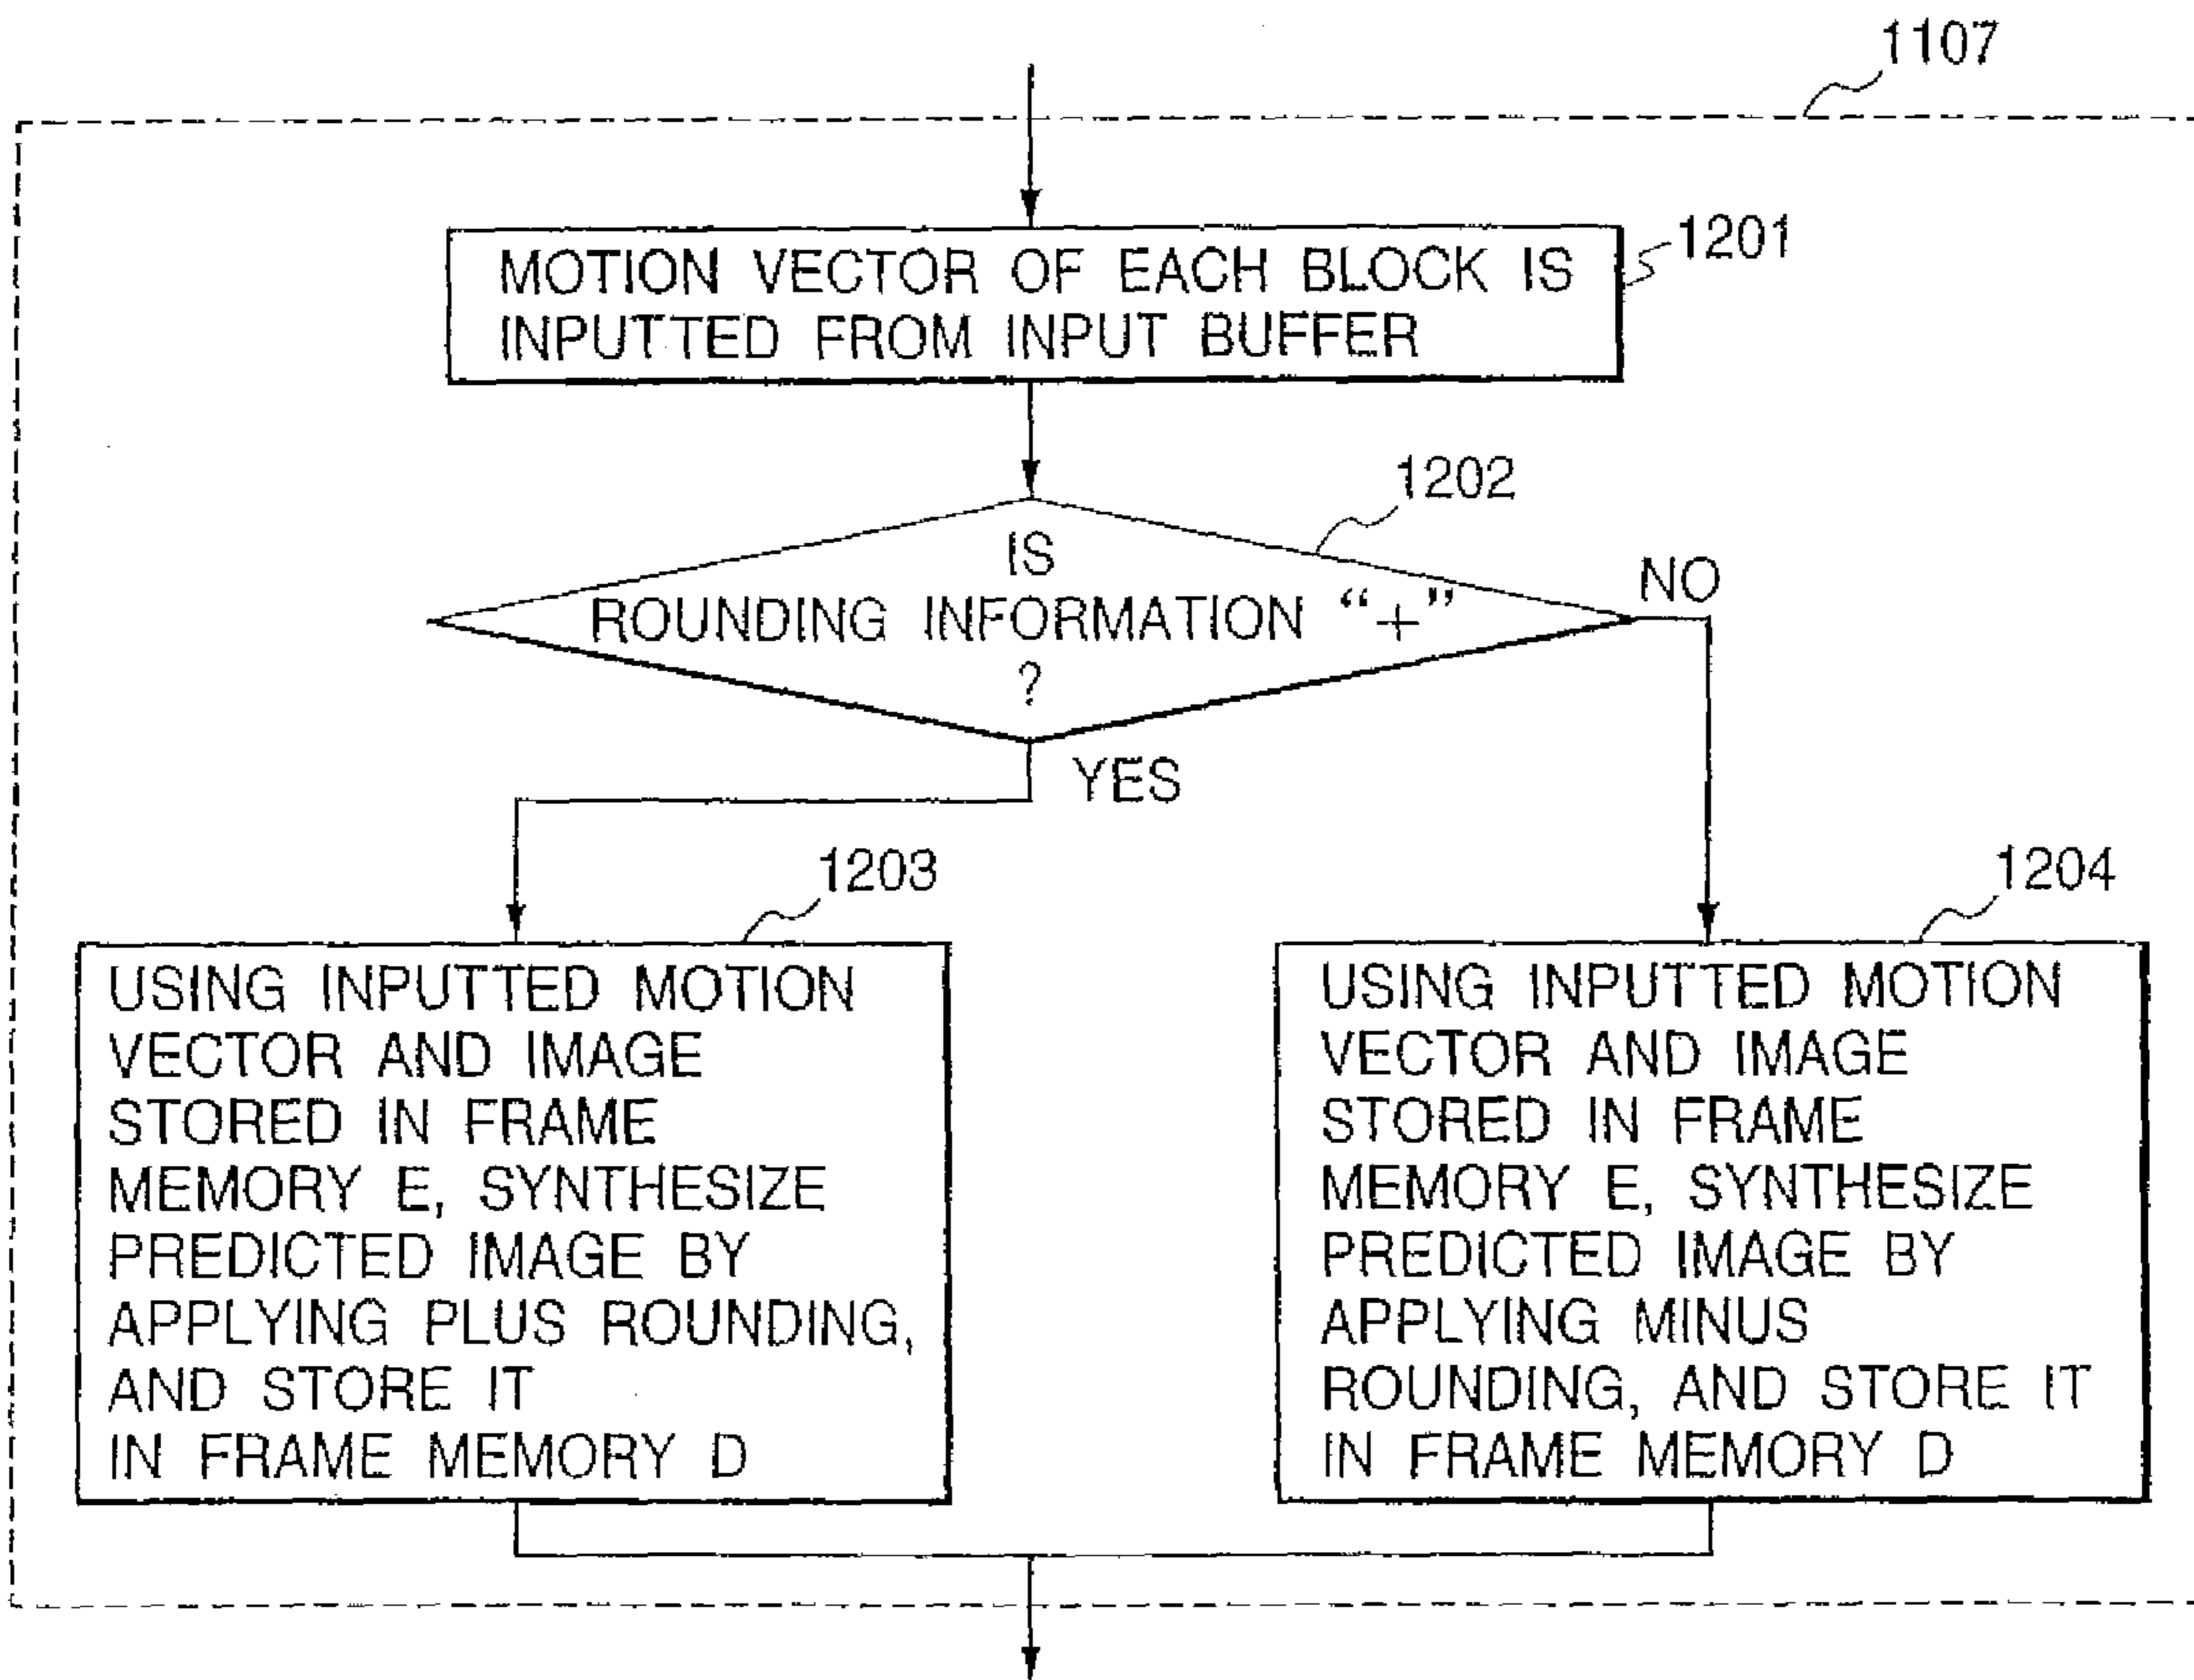 1107
MOTION VECTOR OF EACH BLOCK IS
INPUTTED FROM INPUT BUFFER
1201
1202
IS
ROUNDING INFORMATION “+”
?
NO
YES
1203
USING INPUTTED MOTION
VECTOR AND IMAGE
STORED IN FRAME
MEMORY E, SYNTHESIZE
PREDICTED IMAGE BY
APPLYING PLUS ROUNDING,
AND STORE IT
IN FRAME MEMORY D
1204
USING INPUTTED MOTION
VECTOR AND IMAGE
STORED IN FRAME
MEMORY E, SYNTHESIZE
PREDICTED IMAGE BY
APPLYING MINUS
ROUNDING, AND STORE IT
IN FRAME MEMORY D